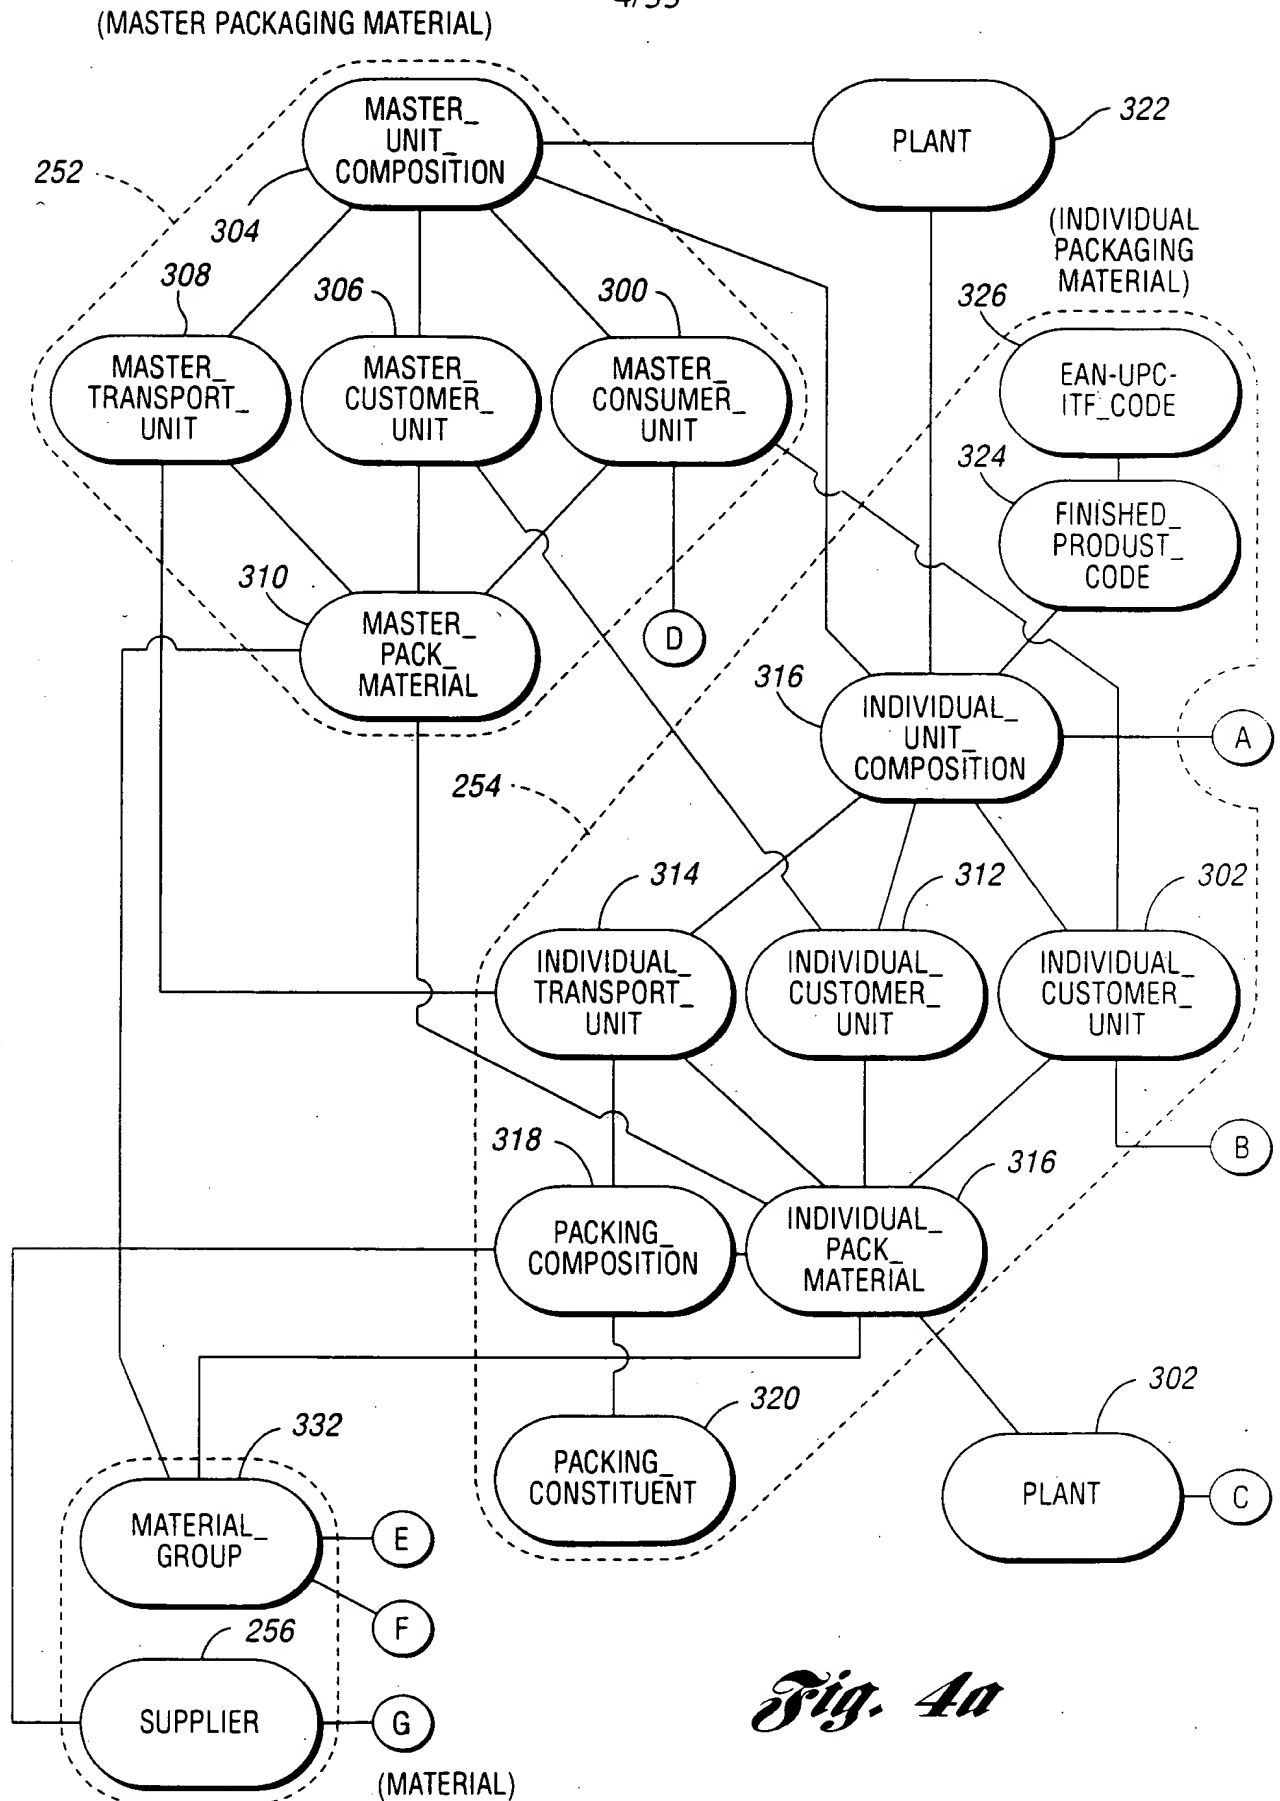 4/55
(MASTER PACKAGING MATERIAL)
MASTER_
UNIT_
COMPOSITION
304
PLANT
322
252
308
306
300
MASTER_
TRANSPORT_
UNIT
MASTER_
CUSTOMER_
UNIT
MASTER_
CONSUMER_
UNIT
(INDIVIDUAL
PACKAGING
MATERIAL)
326
EAN-UPC-
ITF_CODE
324
FINISHED_
PRODUST_
CODE
310
MASTER_
PACK_
MATERIAL
D
316
INDIVIDUAL_
UNIT_
COMPOSITION
A
254
314
312
302
INDIVIDUAL_
TRANSPORT_
UNIT
INDIVIDUAL_
CUSTOMER_
UNIT
INDIVIDUAL_
CUSTOMER_
UNIT
B
318
316
PACKING_
COMPOSITION
INDIVIDUAL_
PACK_
MATERIAL
320
PACKING_
CONSTITUENT
302
PLANT
C
332
MATERIAL_
GROUP
E
F
256
SUPPLIER
G
(MATERIAL)
Fig. 4a